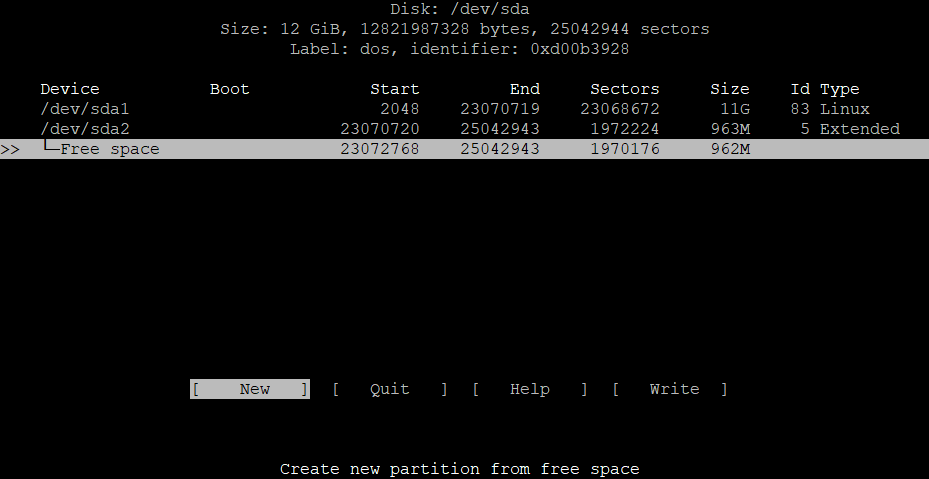 Disk: /dev/sda
Size: 12 GiB, 12821987328 bytes, 25042944 sectors
Label: dos, identifier: 0xd00b3928
Device Boot Start End Sectors Size Id Type
/dev/sda1 2048 23070719 23068672 11G 83 Linux
/dev/sda2 23070720 25042943 1972224 963M 5 Extended
>> └─Free space 23072768 25042943 1970176 962M
[ New ] [ Quit ] [ Help ] [ Write ]
Create new partition from free space